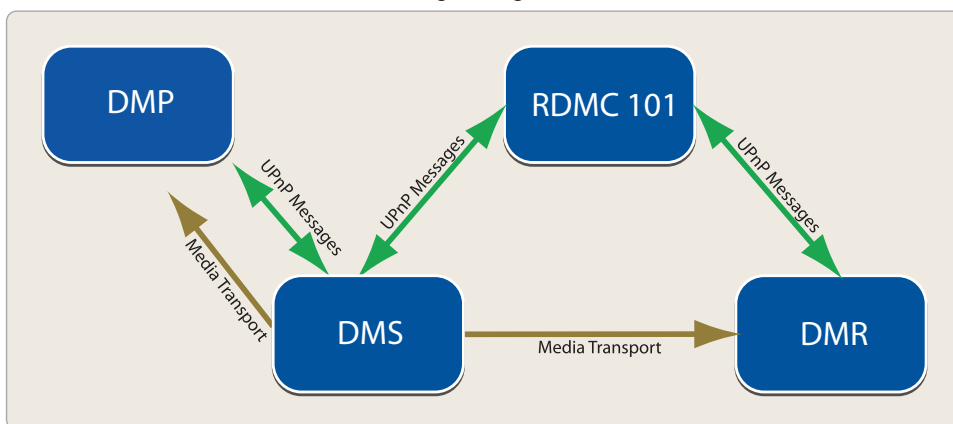 DMP
RDMC 101
UPnP Messages
UPnP Messages
UPnP Messages
Media Transport
DMS
Media Transport
DMR